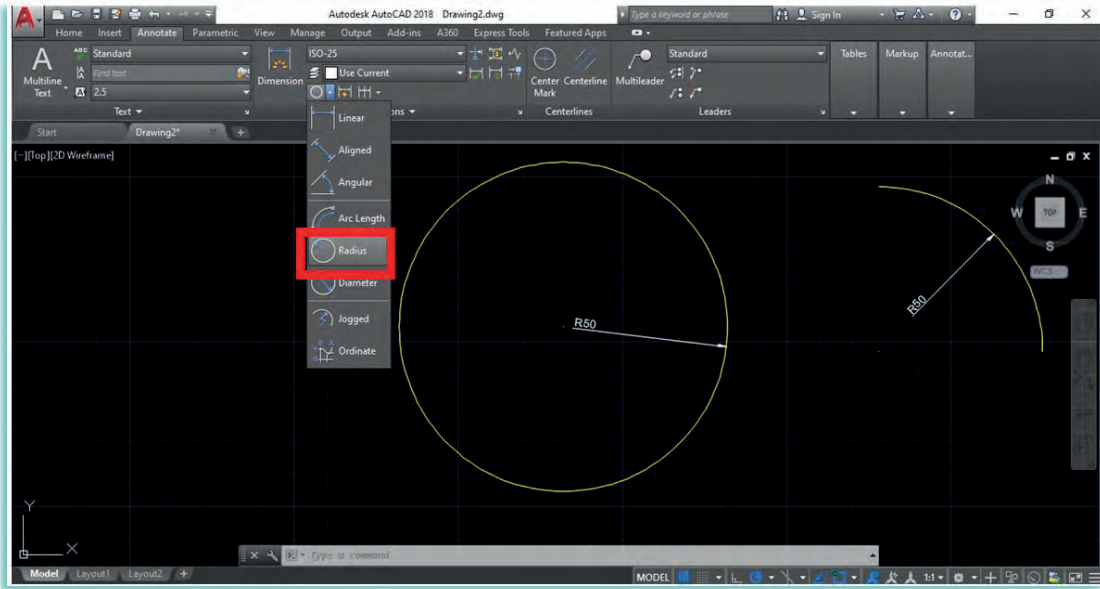 Autodesk AutoCAD 2018 Drawing2.dwg
Type a keyword or phrase
Sign In
Home Insert Annotate Parametric View Manage Output Add-ins A360 Express Tools Featured Apps
Multiline Text
Standard
Find text
2.5
Text
Dimension
ISO-25
Use Current
ons
Center Mark
Centerline
Centerlines
Multileader
Standard
Leaders
Tables
Markup
Annotat...
Start
Drawing2*
[-][Top][2D Wireframe]
Linear
Aligned
Angular
Arc Length
Radius
Diameter
Jogged
Ordinate
R50
R50
N
W
TOP
E
S
WCS
Y
X
Type a command
Model Layout1 Layout2 +
MODEL
1:1